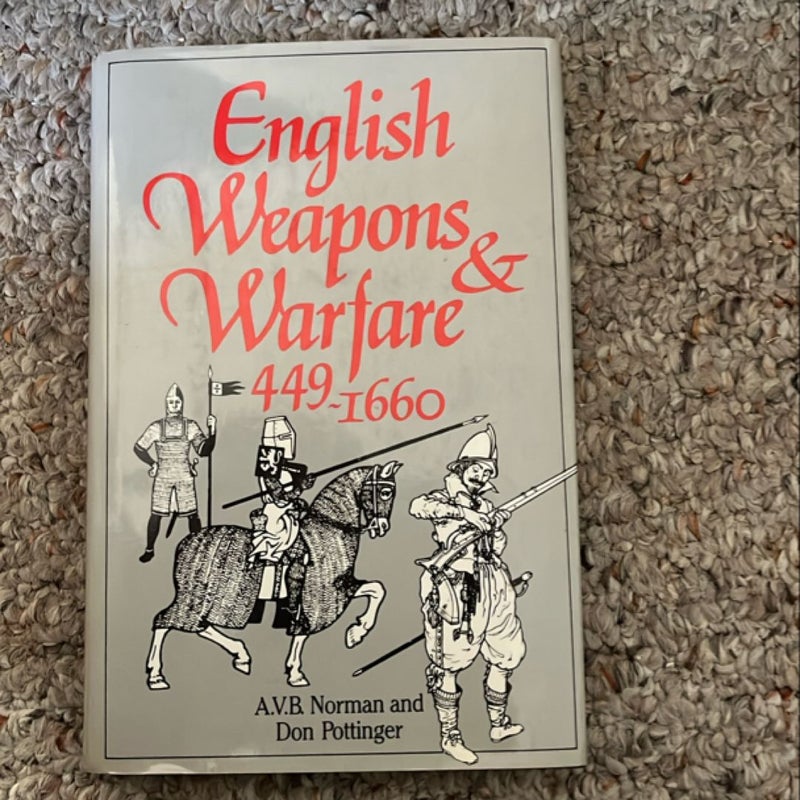 English
Weapons
&
Warfare
449~1660
A.V.B. Norman and
Don Pottinger